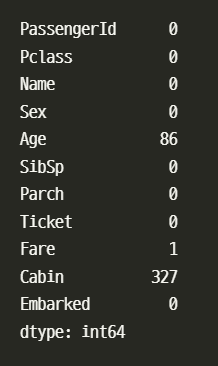 PassengerId 0
Pclass 0
Name 0
Sex 0
Age 86
SibSp 0
Parch 0
Ticket 0
Fare 1
Cabin 327
Embarked 0
dtype: int64